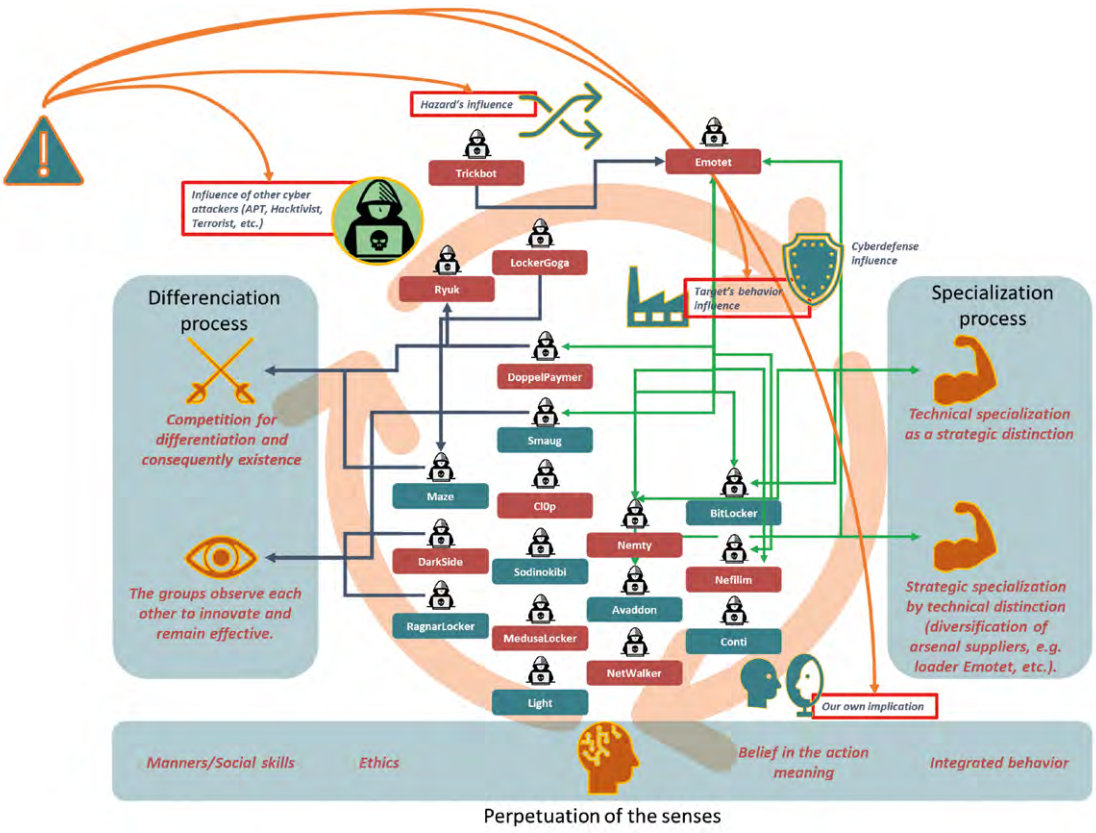 Hazard's influence
Trickbot
Emotet
Influence of other cyber
attackers (APT, Hacktivist,
Terrorist, etc.)
LockerGoga
Ryuk
Cyberdefense
influence
Target's behavior
influence
Differenciation
process
Competition for
differentiation and
consequently existence
The groups observe each
other to innovate and
remain effective.
DoppelPaymer
Smaug
Maze
Cl0p
BitLocker
DarkSide
Sodinokibi
Nemty
Nefilim
RagnarLocker
MedusaLocker
Avaddon
Conti
NetWalker
Light
Specialization
process
Technical specialization
as a strategic distinction
Strategic specialization
by technical distinction
(diversification of
arsenal suppliers, e.g.
loader Emotet, etc.).
Our own implication
Manners/Social skills
Ethics
Belief in the action
meaning
Integrated behavior
Perpetuation of the senses